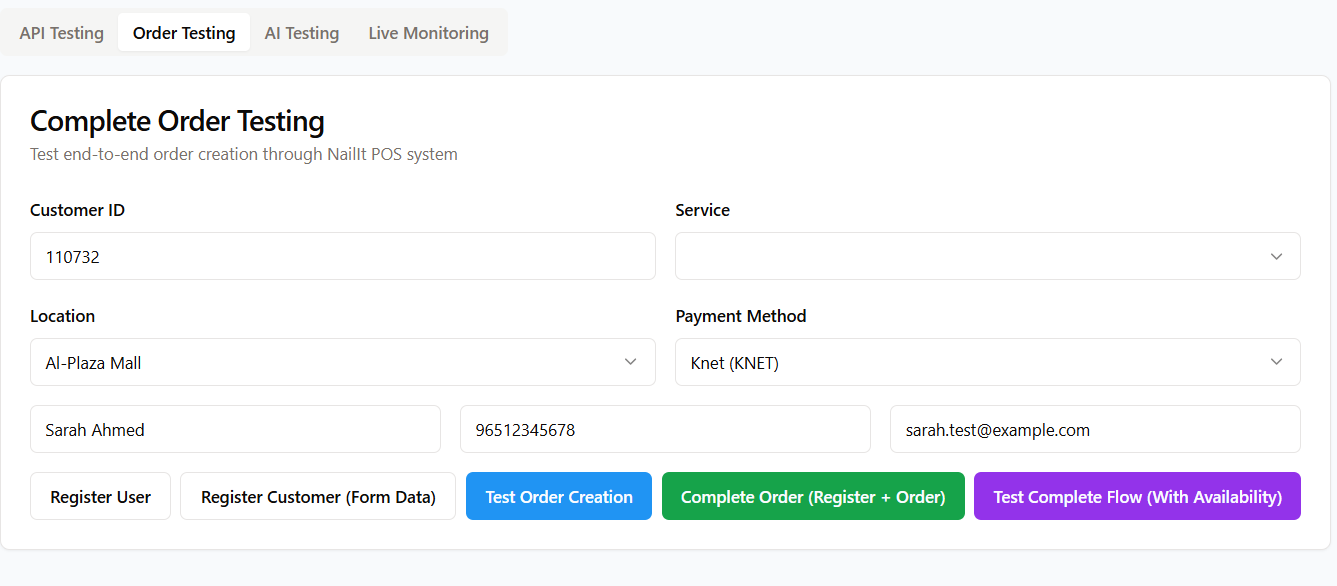 API Testing Order Testing AI Testing Live Monitoring
Complete Order Testing
Test end-to-end order creation through NailIt POS system
Customer ID Service
110732
Location Payment Method
Al-Plaza Mall Knet (KNET)
Sarah Ahmed 96512345678 sarah.test@example.com
Register User Register Customer (Form Data) Test Order Creation Complete Order (Register + Order) Test Complete Flow (With Availability)